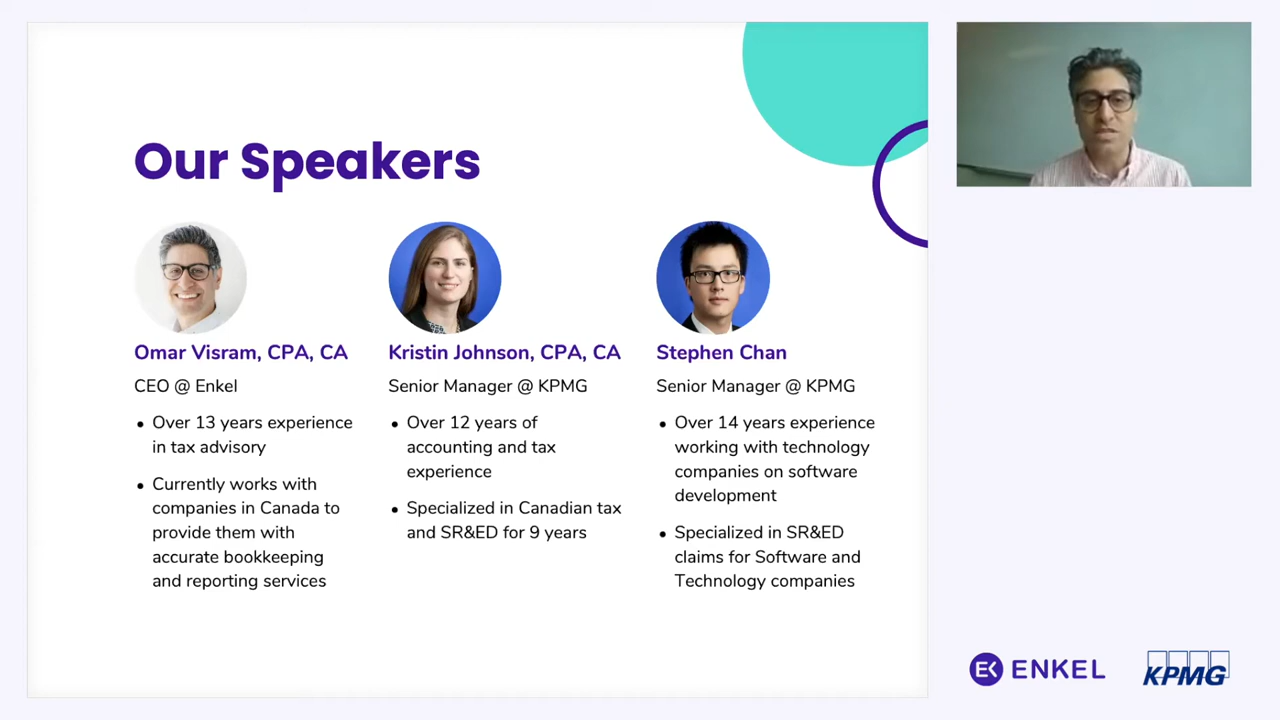 Our Speakers
Omar Visram, CPA, CA
CEO @ Enkel
• Over 13 years experience
in tax advisory
• Currently works with
companies in Canada to
provide them with
accurate bookkeeping
and reporting services
Kristin Johnson, CPA, CA
Senior Manager @ KPMG
• Over 12 years of
accounting and tax
experience
• Specialized in Canadian tax
and SR&ED for 9 years
Stephen Chan
Senior Manager @ KPMG
• Over 14 years experience
working with technology
companies on software
development
• Specialized in SR&ED
claims for Software and
Technology companies
EK ENKEL
KPMG